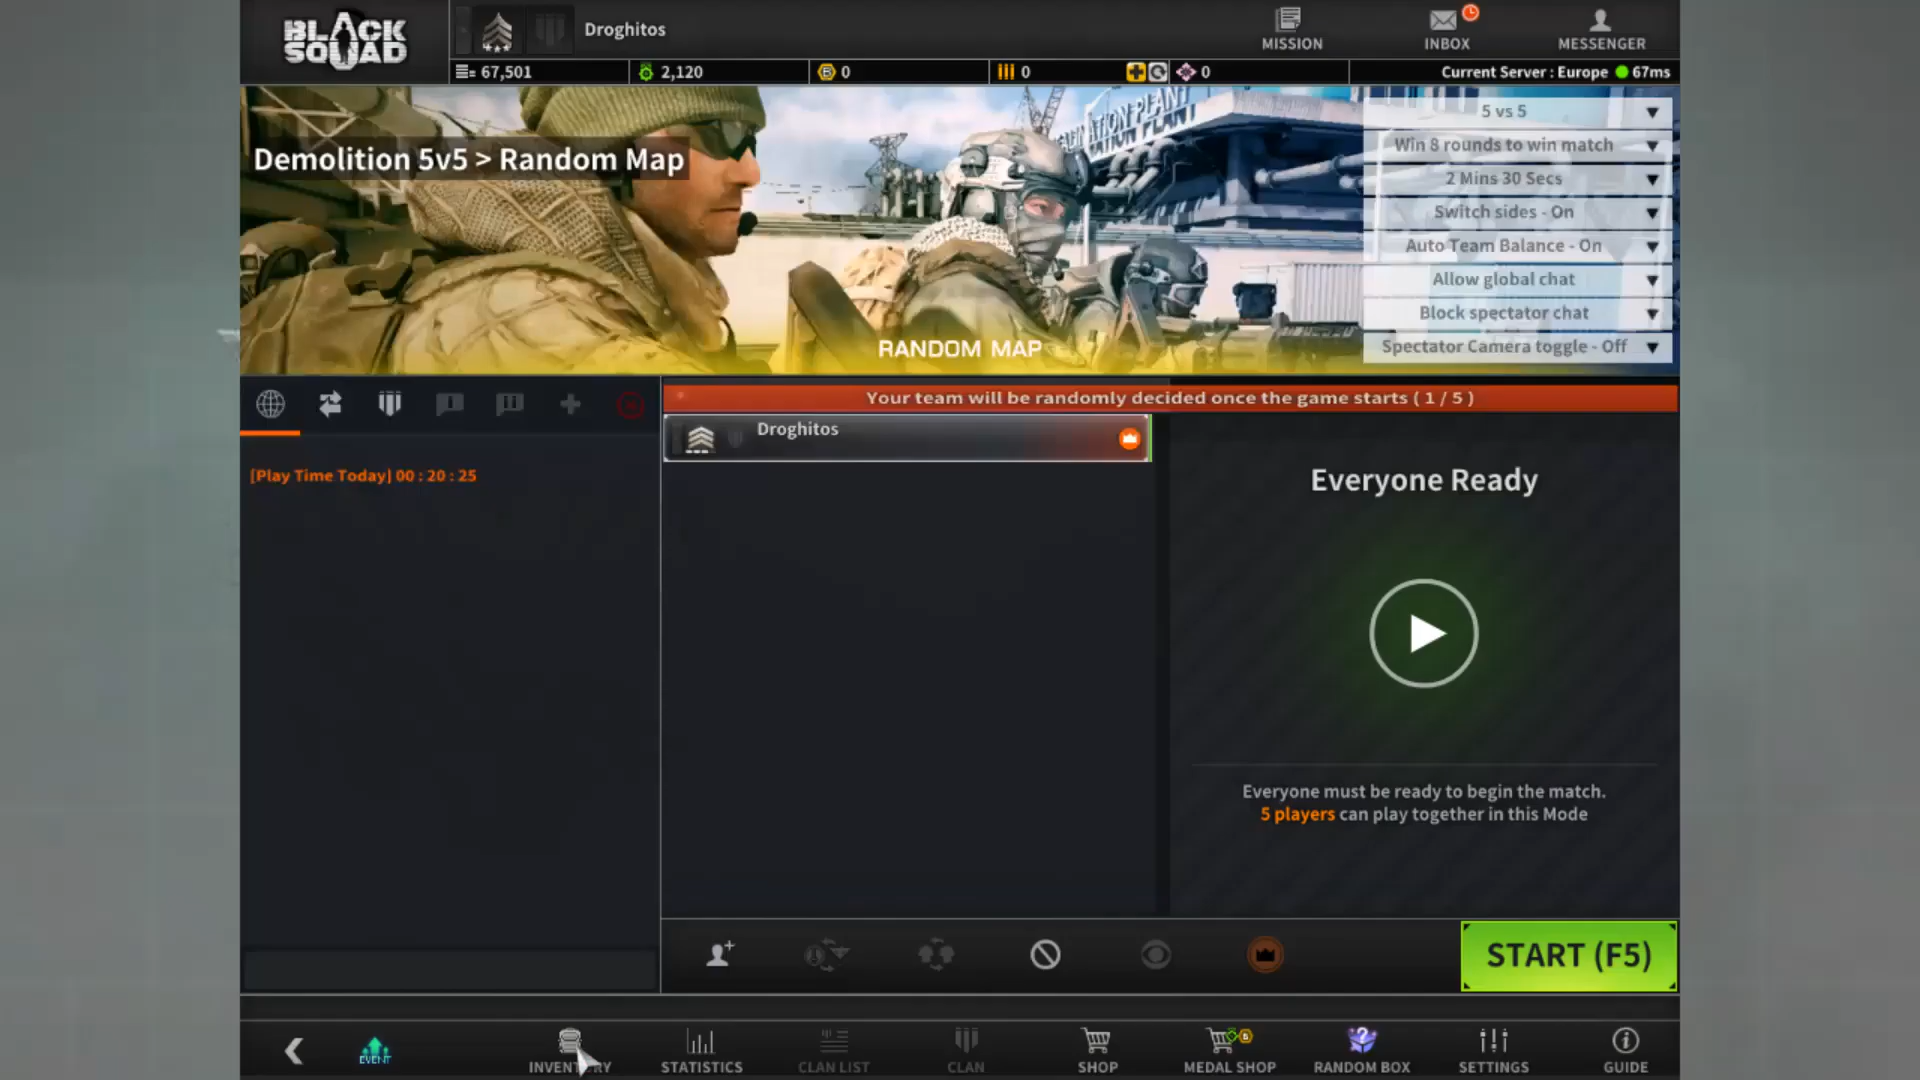 BLACK SQUAD
Droghitos
MISSION
INBOX
MESSENGER
67,501
2,120
0
0
0
Current Server : Europe 67ms
Demolition 5v5 > Random Map
NATION PLANT
RANDOM MAP
5 vs 5
Win 8 rounds to win match
2 Mins 30 Secs
Switch sides - On
Auto Team Balance - On
Allow global chat
Block spectator chat
Spectator Camera toggle - Off
Your team will be randomly decided once the game starts ( 1 / 5 )
Droghitos
[Play Time Today] 00 : 20 : 25
Everyone Ready
Everyone must be ready to begin the match.
5 players can play together in this Mode
START (F5)
EVENT
INVENTORY
STATISTICS
CLAN LIST
CLAN
SHOP
MEDAL SHOP
RANDOM BOX
SETTINGS
GUIDE